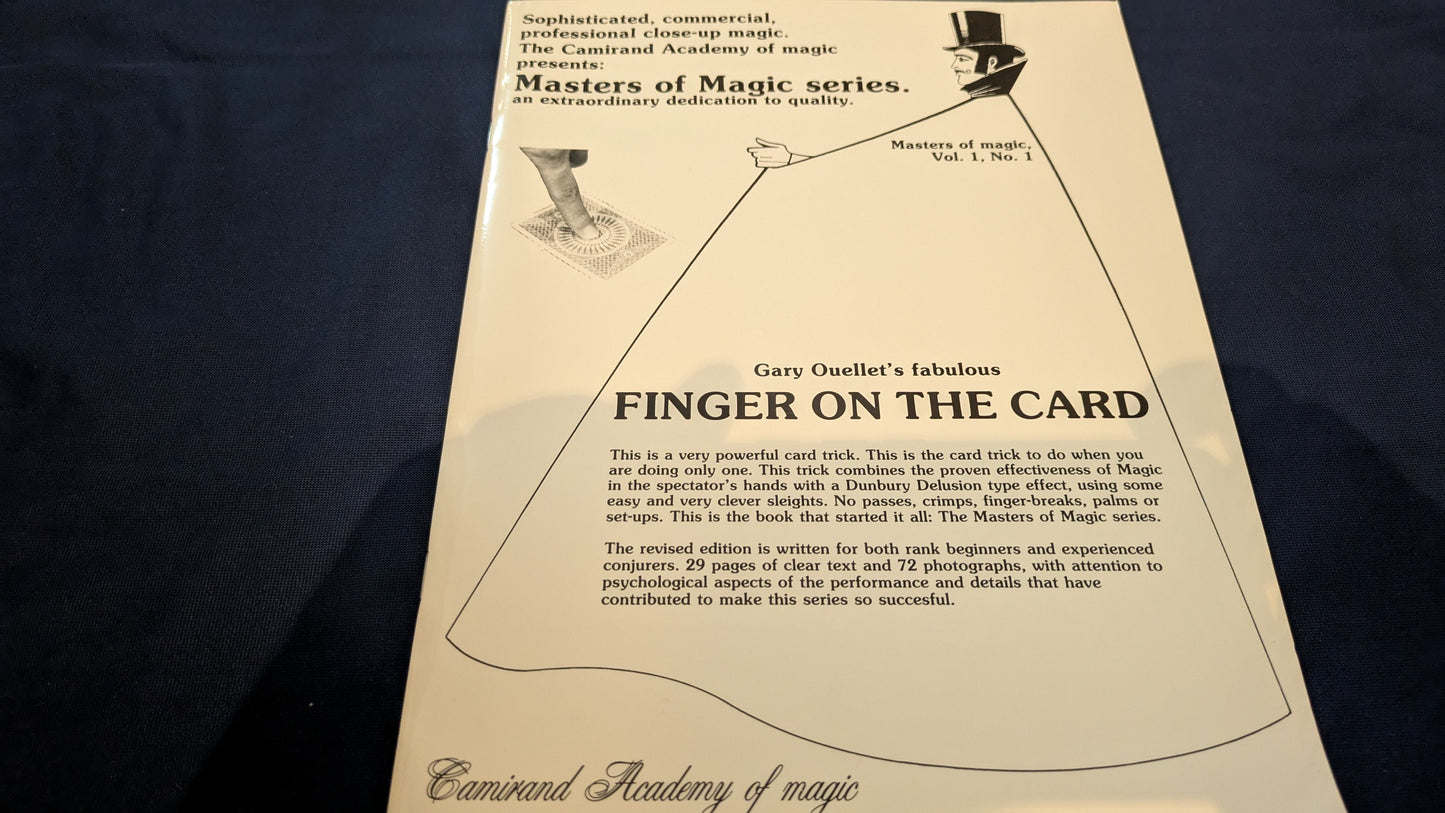 Sophisticated, commercial,
professional close-up magic.
The Camirand Academy of magic
presents:
Masters of Magic series.
an extraordinary dedication to quality.
Masters of magic,
Vol. 1, No. 1
Gary Ouellet's fabulous
FINGER ON THE CARD
This is a very powerful card trick. This is the card trick to do when you
are doing only one. This trick combines the proven effectiveness of Magic
in the spectator's hands with a Dunbury Delusion type effect, using some
easy and very clever sleights. No passes, crimps, finger-breaks, palms or
set-ups. This is the book that started it all: The Masters of Magic series.
The revised edition is written for both rank beginners and experienced
conjurers. 29 pages of clear text and 72 photographs, with attention to
psychological aspects of the performance and details that have
contributed to make this series so succesful.
Camirand Academy of magic